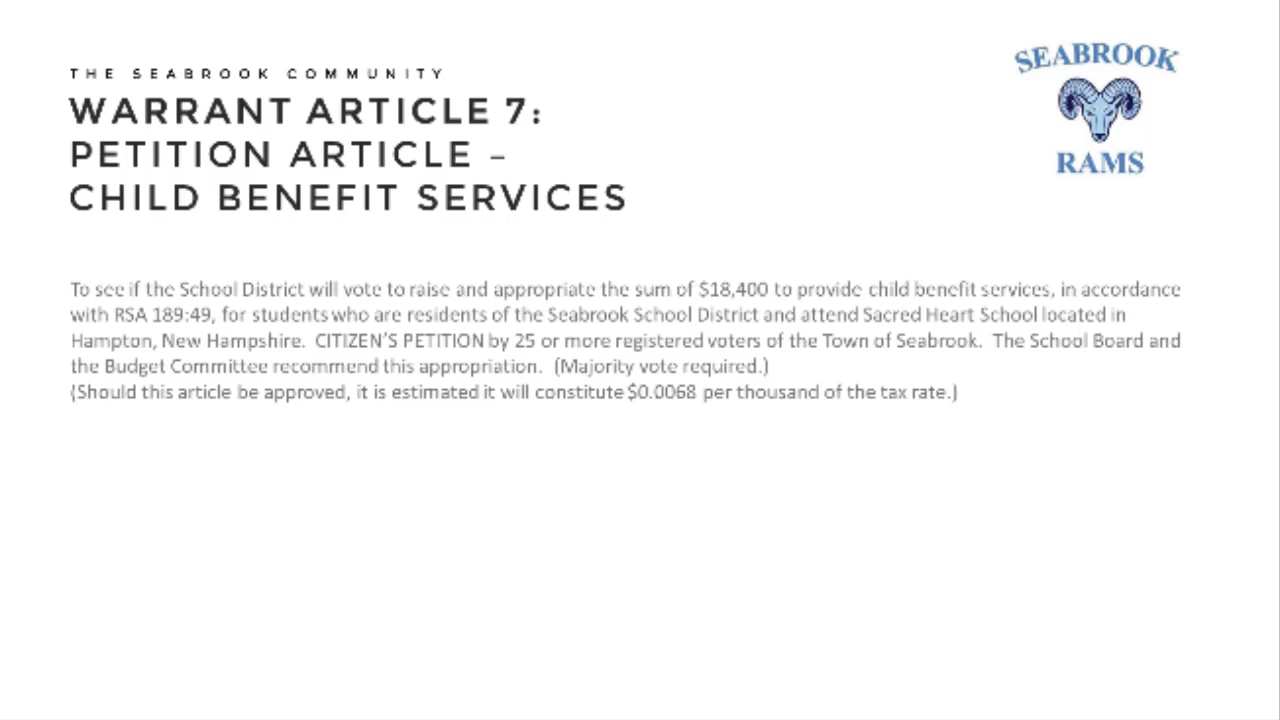 SEABROOK
RAMS
THE SEABROOK COMMUNITY
WARRANT ARTICLE 7:
PETITION ARTICLE –
CHILD BENEFIT SERVICES
To see if the School District will vote to raise and appropriate the sum of $18,400 to provide child benefit services, in accordance
with RSA 189:49, for students who are residents of the Seabrook School District and attend Sacred Heart School located in
Hampton, New Hampshire.  CITIZEN’S PETITION by 25 or more registered voters of the Town of Seabrook.  The School Board and
the Budget Committee recommend this appropriation.  (Majority vote required.)
(Should this article be approved, it is estimated it will constitute $0.0068 per thousand of the tax rate.)